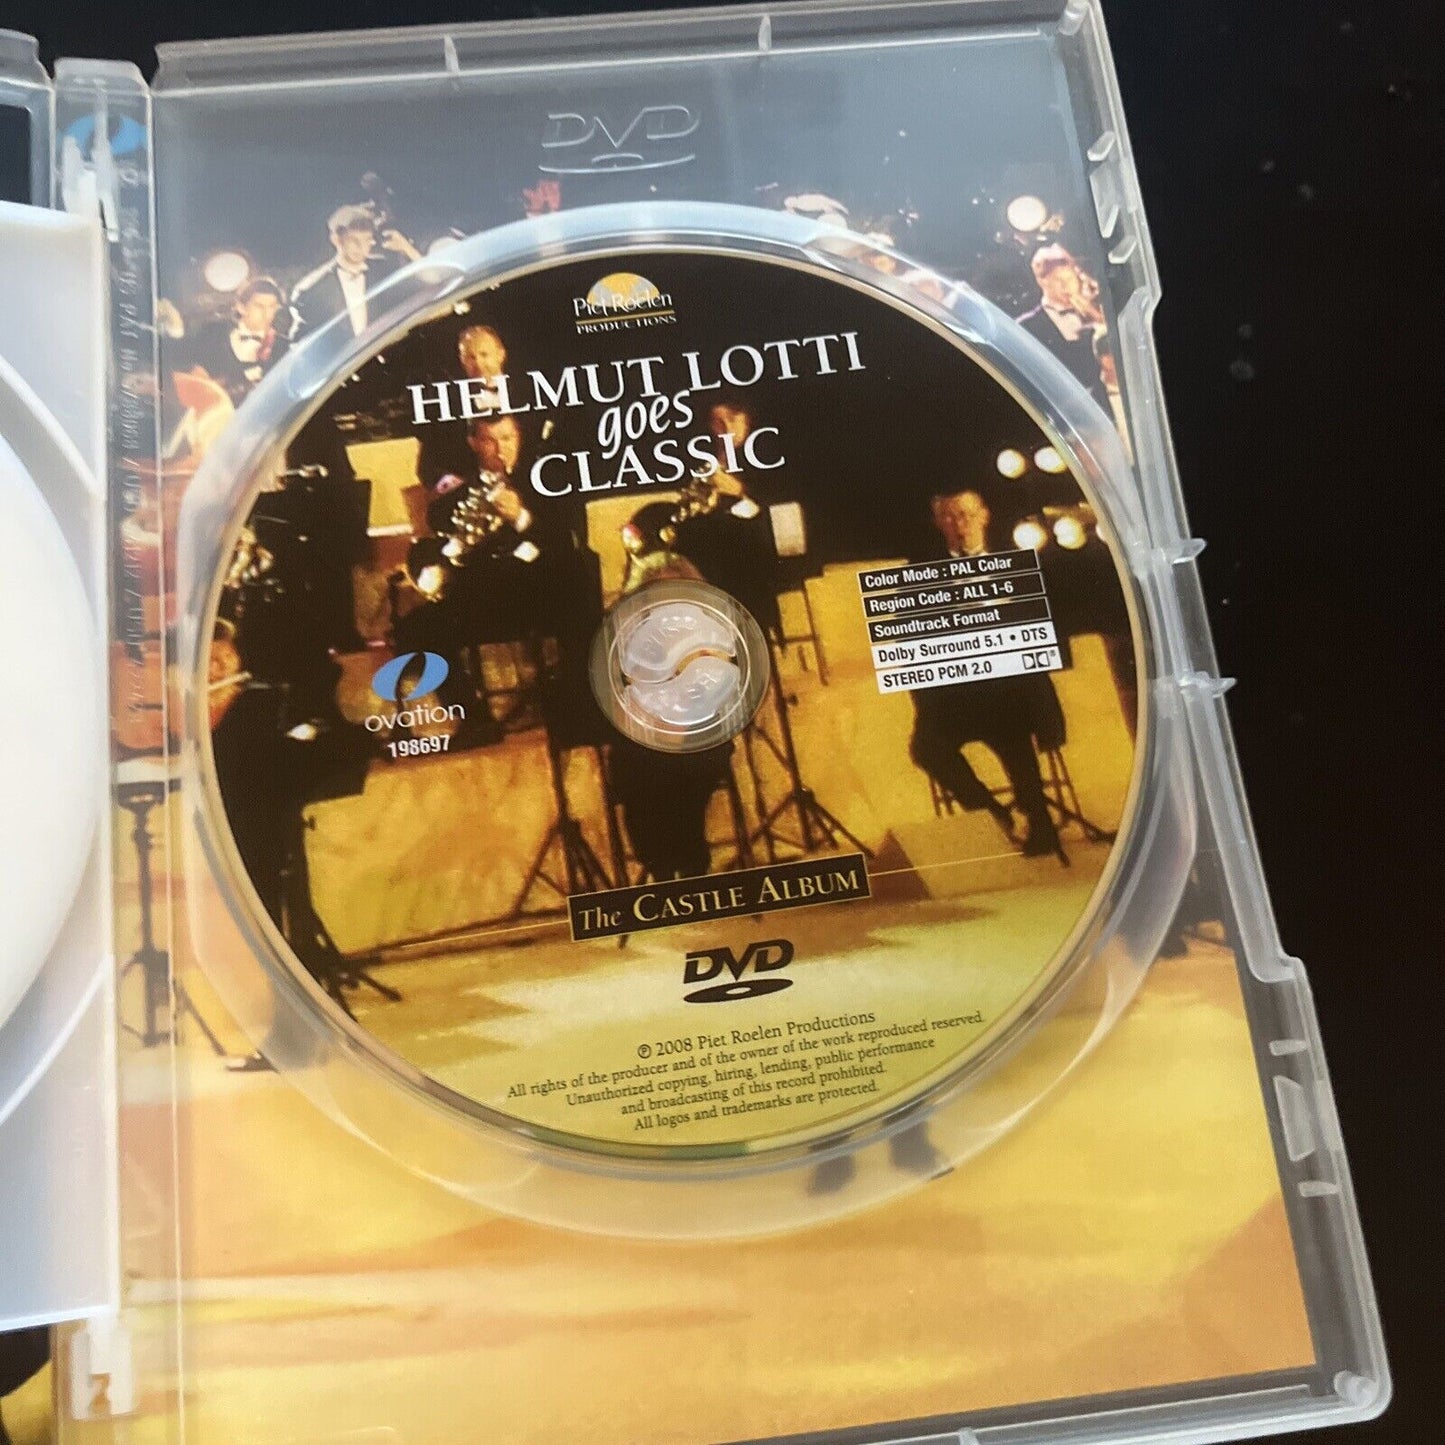 DVD
Piet Roelen
PRODUCTIONS
HELMUT LOTTI
goes
CLASSIC
Color Mode : PAL Colar
Region Code : ALL 1-6
Soundtrack Format
Dolby Surround 5.1 • DTS
STEREO PCM 2.0
PUSH
ovation
198697
The CASTLE ALBUM
DVD
℗ 2008 Piet Roelen Productions
All rights of the producer and of the owner of the work reproduced reserved.
Unauthorized copying, hiring, lending, public performance
and broadcasting of this record prohibited.
All logos and trademarks are protected.